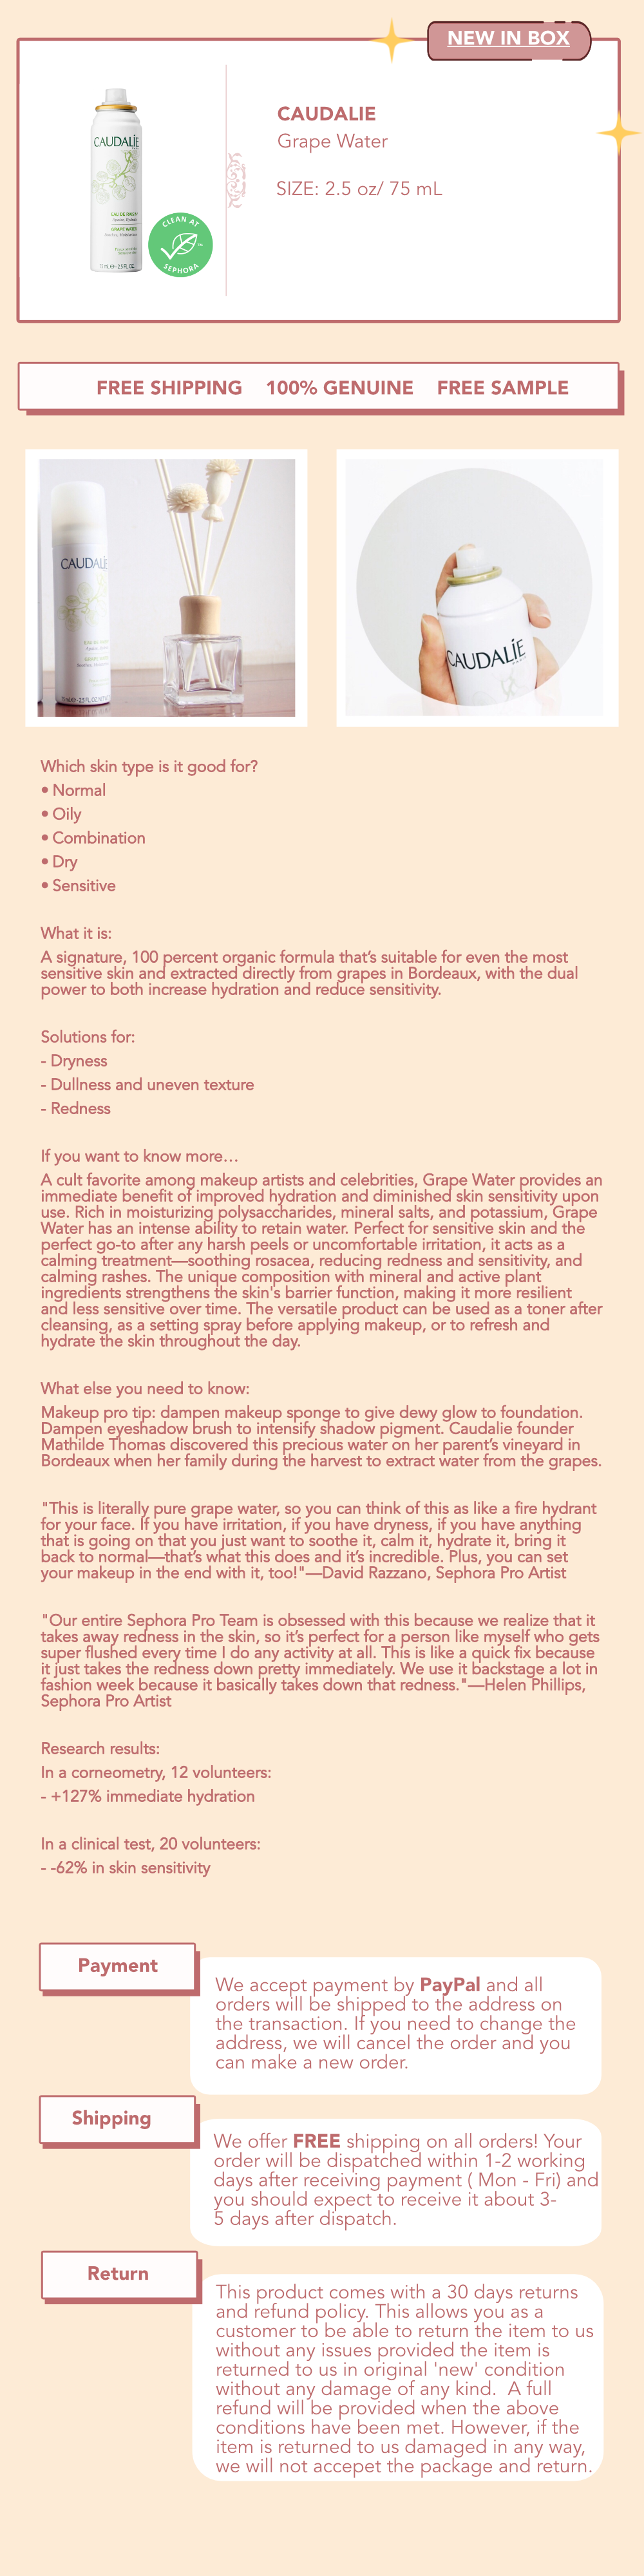 NEW IN BOX
CAUDALIE
EAU DE RAISIN
GRAPE WATER
75 ml ℮-2.5 FL OZ
CLEAN AT
SEPHORA
CAUDALIE
Grape Water
SIZE: 2.5 oz/ 75 mL
FREE SHIPPING 100% GENUINE FREE SAMPLE
CAUDALIE
CAUDALIE
Which skin type is it good for?
• Normal
• Oily
• Combination
• Dry
• Sensitive
What it is:
A signature, 100 percent organic formula that's suitable for even the most
sensitive skin and extracted directly from grapes in Bordeaux, with the dual
power to both increase hydration and reduce sensitivity.
Solutions for:
- Dryness
- Dullness and uneven texture
- Redness
If you want to know more…
A cult favorite among makeup artists and celebrities, Grape Water provides an
immediate benefit of improved hydration and diminished skin sensitivity upon
use. Rich in moisturizing polysaccharides, mineral salts, and potassium, Grape
Water has an intense ability to retain water. Perfect for sensitive skin and the
perfect go-to after any harsh peels or uncomfortable irritation, it acts as a
calming treatment—soothing rosacea, reducing redness and sensitivity, and
calming rashes. The unique composition with mineral and active plant
ingredients strengthens the skin's barrier function, making it more resilient
and less sensitive over time. The versatile product can be used as a toner after
cleansing, as a setting spray before applying makeup, or to refresh and
hydrate the skin throughout the day.
What else you need to know:
Makeup pro tip: dampen makeup sponge to give dewy glow to foundation.
Dampen eyeshadow brush to intensify shadow pigment. Caudalie founder
Mathilde Thomas discovered this precious water on her parent's vineyard in
Bordeaux when her family during the harvest to extract water from the grapes.
"This is literally pure grape water, so you can think of this as like a fire hydrant
for your face. If you have irritation, if you have dryness, if you have anything
that is going on that you just want to soothe it, calm it, hydrate it, bring it
back to normal—that's what this does and it's incredible. Plus, you can set
your makeup in the end with it, too!"—David Razzano, Sephora Pro Artist
"Our entire Sephora Pro Team is obsessed with this because we realize that it
takes away redness in the skin, so it's perfect for a person like myself who gets
super flushed every time I do any activity at all. This is like a quick fix because
it just takes the redness down pretty immediately. We use it backstage a lot in
fashion week because it basically takes down that redness."—Helen Phillips,
Sephora Pro Artist
Research results:
In a corneometry, 12 volunteers:
- +127% immediate hydration
In a clinical test, 20 volunteers:
- -62% in skin sensitivity
Payment
We accept payment by PayPal and all
orders will be shipped to the address on
the transaction. If you need to change the
address, we will cancel the order and you
can make a new order.
Shipping
We offer FREE shipping on all orders! Your
order will be dispatched within 1-2 working
days after receiving payment ( Mon - Fri) and
you should expect to receive it about 3-
5 days after dispatch.
Return
This product comes with a 30 days returns
and refund policy. This allows you as a
customer to be able to return the item to us
without any issues provided the item is
returned to us in original 'new' condition
without any damage of any kind.  A full
refund will be provided when the above
conditions have been met. However, if the
item is returned to us damaged in any way,
we will not accepet the package and return.